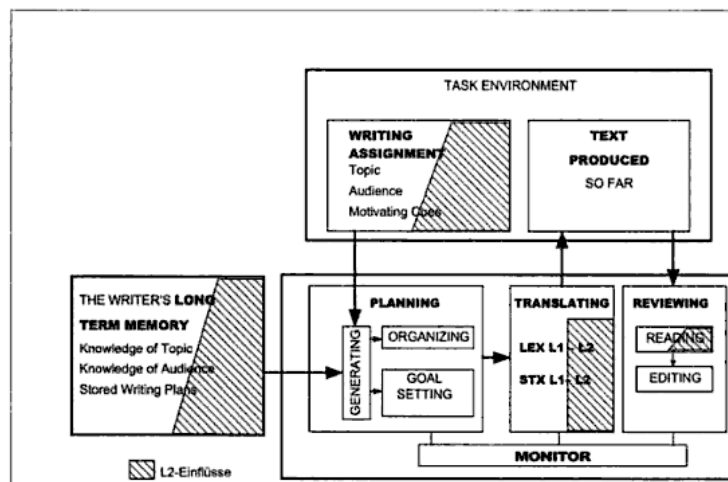 TASK ENVIRONMENT
WRITING
ASSIGNMENT
Topic
Audience
Motivating Cues
TEXT
PRODUCED
SO FAR
THE WRITER'S LONG
TERM MEMORY
Knowledge of Topic
Knowledge of Audience
Stored Writing Plans
PLANNING
GENERATING
ORGANIZING
GOAL
SETTING
TRANSLATING
LEX L1 - L2
STX L1 - L2
REVIEWING
READING
EDITING
MONITOR
L2-Einflüsse